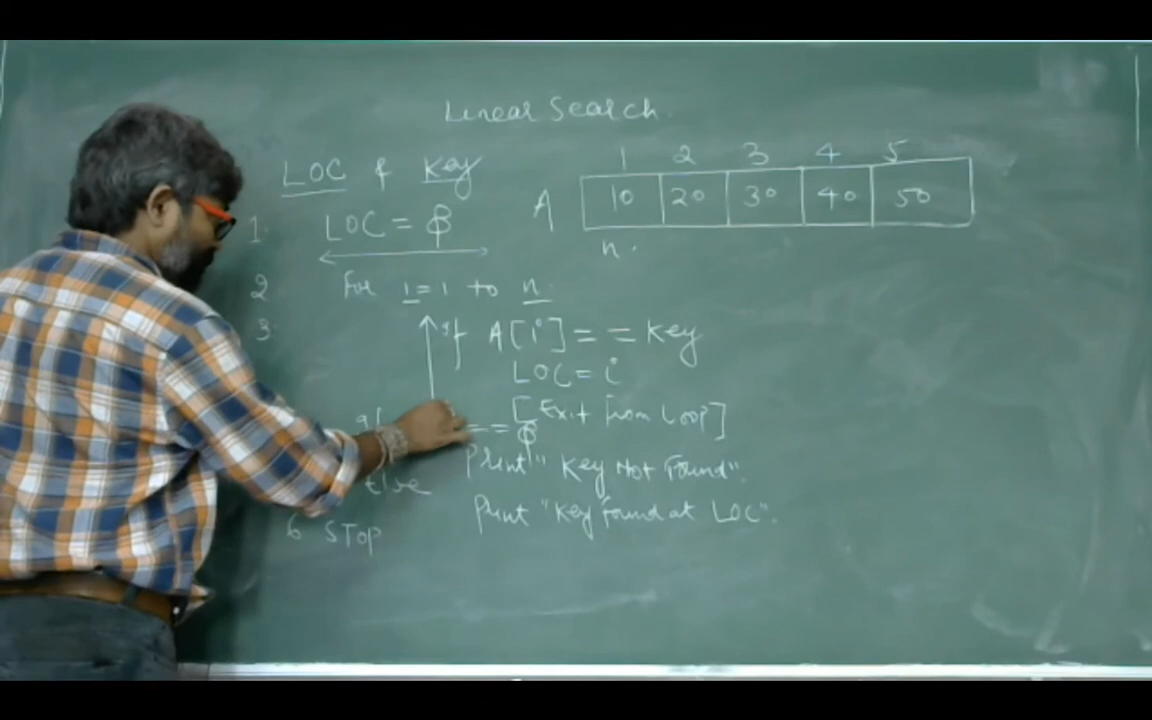 Linear Search.
LOC & Key
1. LOC = φ
2 For i=1 to n.
3. if A[i] = = Key
LOC = i
[Exit from Loop]
if = = φ
Print "Key Not Found".
else
Print "Key found at LOC".
6 STOP
1 2 3 4 5
A 10 20 30 40 50
n.